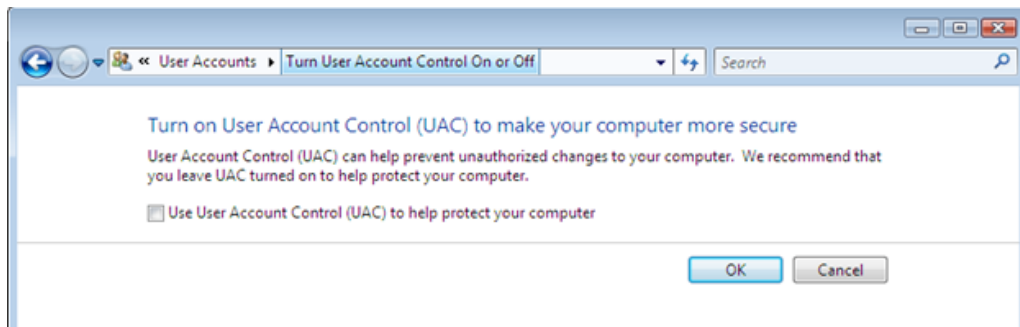 « User Accounts ▸ Turn User Account Control On or Off Search
Turn on User Account Control (UAC) to make your computer more secure
User Account Control (UAC) can help prevent unauthorized changes to your computer. We recommend that
you leave UAC turned on to help protect your computer.
Use User Account Control (UAC) to help protect your computer
OK Cancel